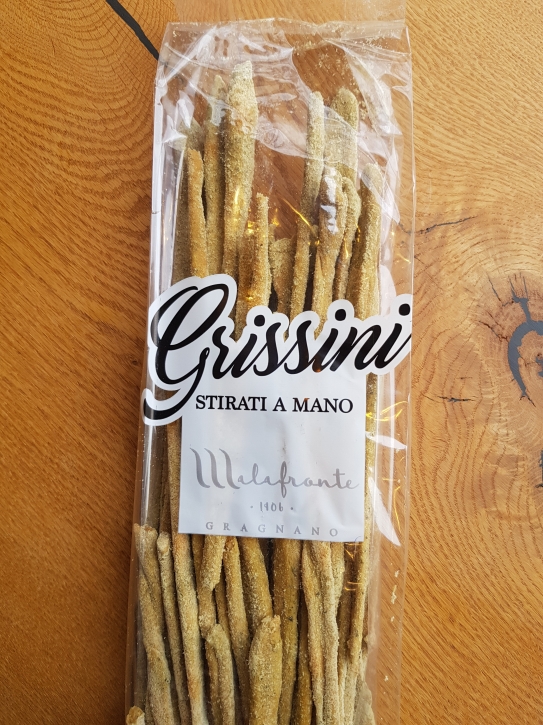 Grissini
STIRATI A MANO
Malafronte
· 1906 ·
GRAGNANO